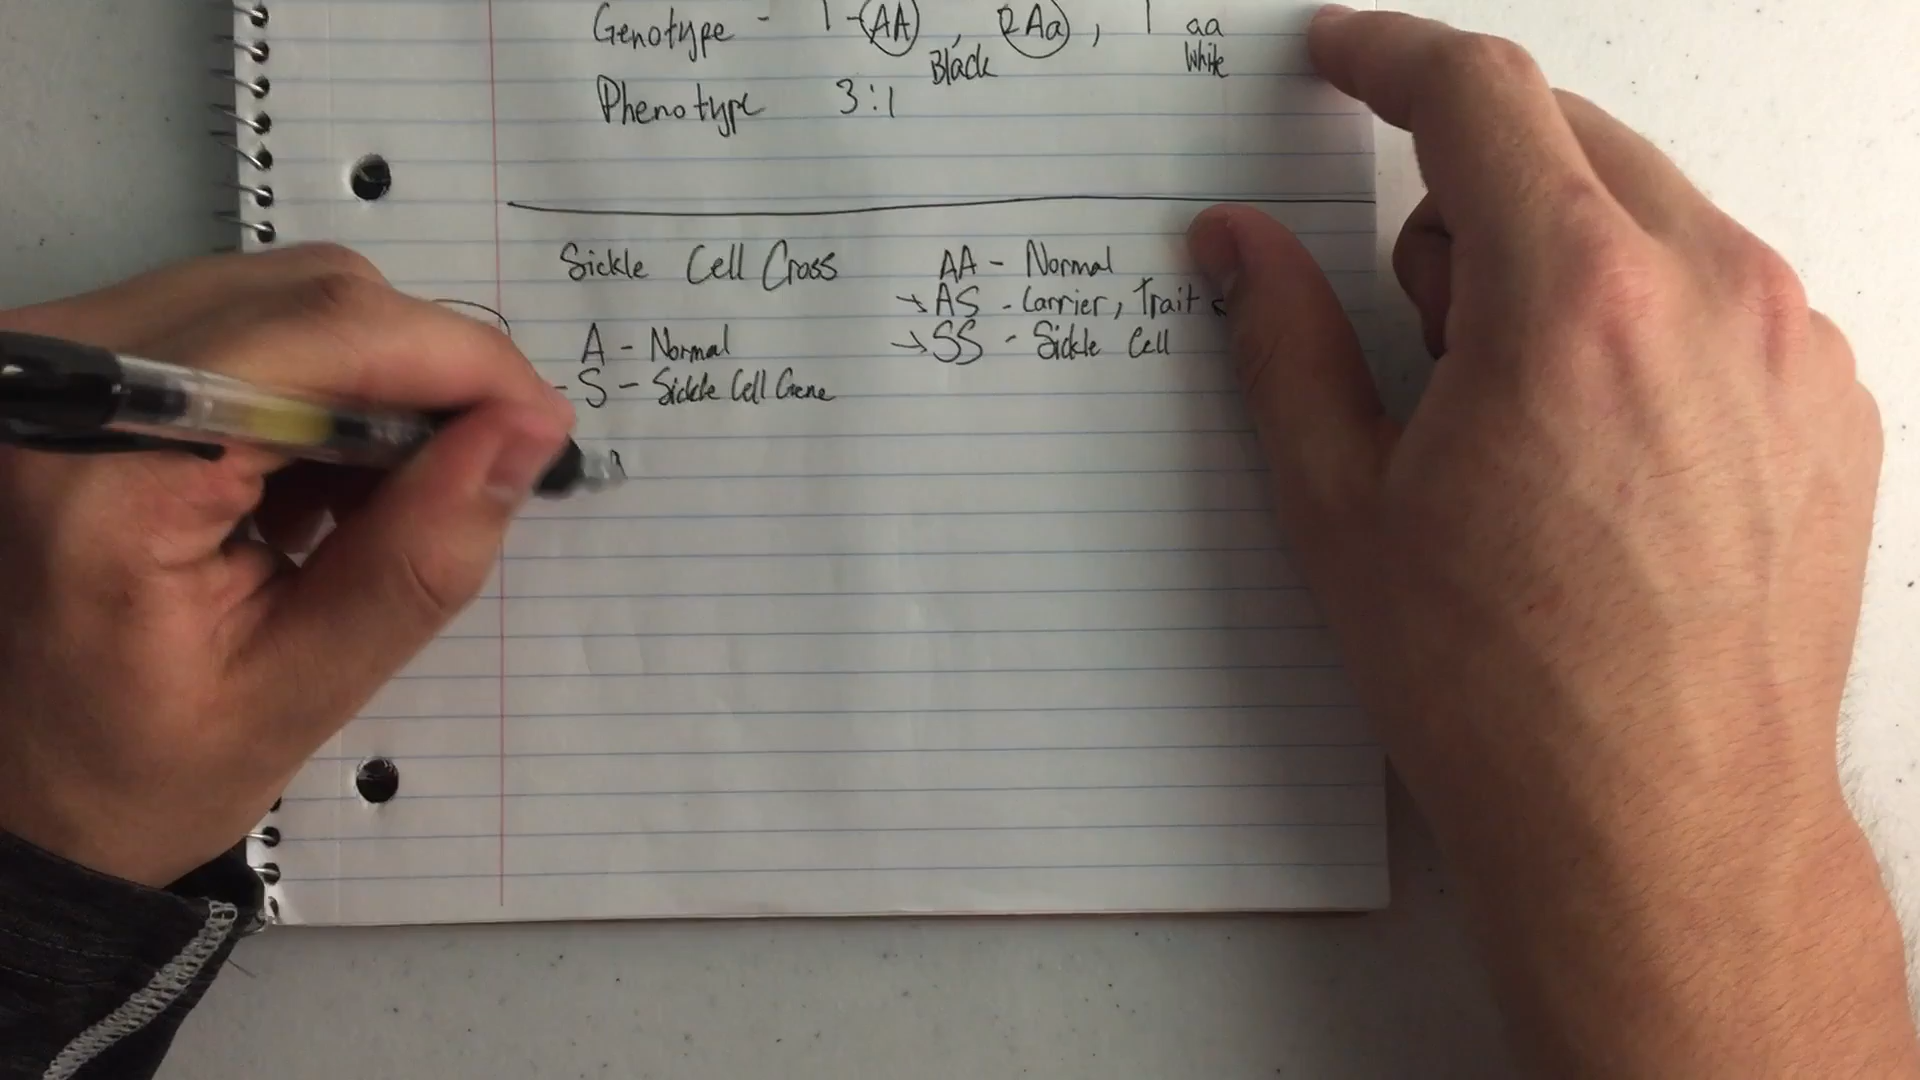 Genotype - 1-AA, 2Aa, 1 aa
Black White
Phenotype 3:1
Sickle Cell Cross
A - Normal
- S - Sickle Cell Gene
AA - Normal
→ AS - Carrier, Trait
→ SS - Sickle Cell